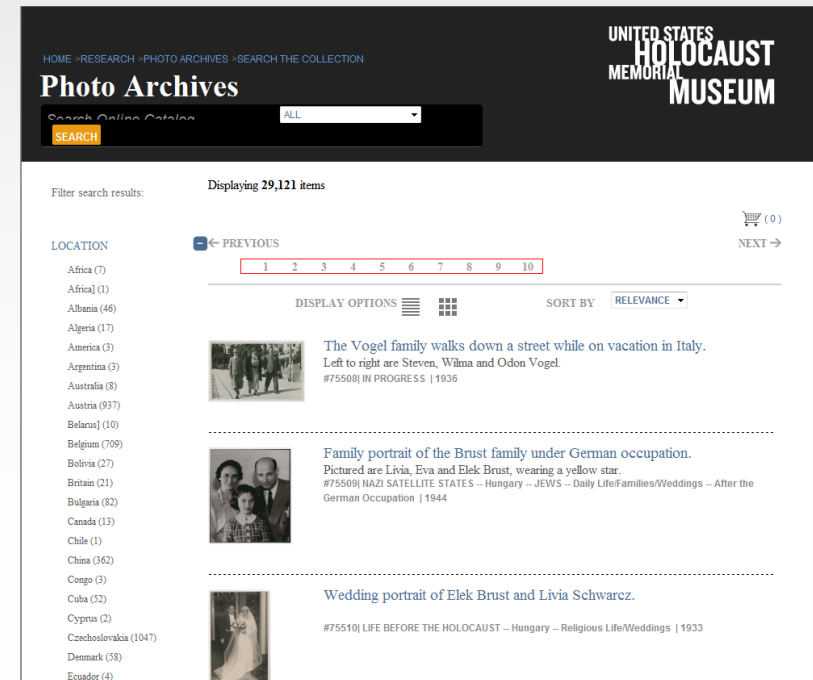 HOME >RESEARCH >PHOTO ARCHIVES >SEARCH THE COLLECTION
Photo Archives
UNITED STATES
HOLOCAUST
MEMORIAL
MUSEUM
Search Online Catalog
ALL
SEARCH
Filter search results:
Displaying 29,121 items
( 0 )
LOCATION
Africa (7)
Africa] (1)
Albania (46)
Algeria (17)
America (3)
Argentina (3)
Australia (8)
Austria (937)
Belarus] (10)
Belgium (709)
Bolivia (27)
Britain (21)
Bulgaria (82)
Canada (13)
Chile (1)
China (362)
Congo (3)
Cuba (52)
Cyprus (2)
Czechoslovakia (1047)
Denmark (58)
Ecuador (4)
← PREVIOUS
NEXT →
1 2 3 4 5 6 7 8 9 10
DISPLAY OPTIONS
SORT BY RELEVANCE
The Vogel family walks down a street while on vacation in Italy.
Left to right are Steven, Wilma and Odon Vogel.
#75508| IN PROGRESS | 1936
Family portrait of the Brust family under German occupation.
Pictured are Livia, Eva and Elek Brust, wearing a yellow star.
#75509| NAZI SATELLITE STATES -- Hungary -- JEWS -- Daily Life/Families/Weddings -- After the
German Occupation | 1944
Wedding portrait of Elek Brust and Livia Schwarcz.
#75510| LIFE BEFORE THE HOLOCAUST -- Hungary -- Religious Life/Weddings | 1933